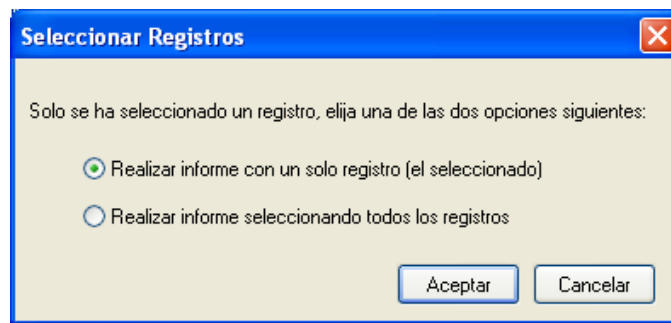 Seleccionar Registros
Solo se ha seleccionado un registro, elija una de las dos opciones siguientes:
Realizar informe con un solo registro (el seleccionado)
Realizar informe seleccionando todos los registros
Aceptar Cancelar